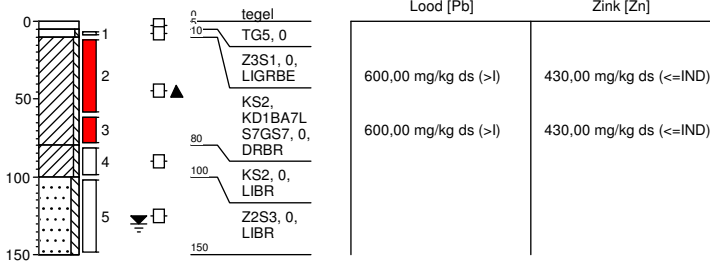 Lood [Pb]
Zink [Zn]
0
50
100
150
1
2
3
4
5
0
5
10
80
100
150
tegel
TG5, 0
Z3S1, 0,
LIGRBE
KS2,
KD1BA7L
S7GS7, 0,
DRBR
KS2, 0,
LIBR
Z2S3, 0,
LIBR
600,00 mg/kg ds (>I)
430,00 mg/kg ds (<=IND)
600,00 mg/kg ds (>I)
430,00 mg/kg ds (<=IND)